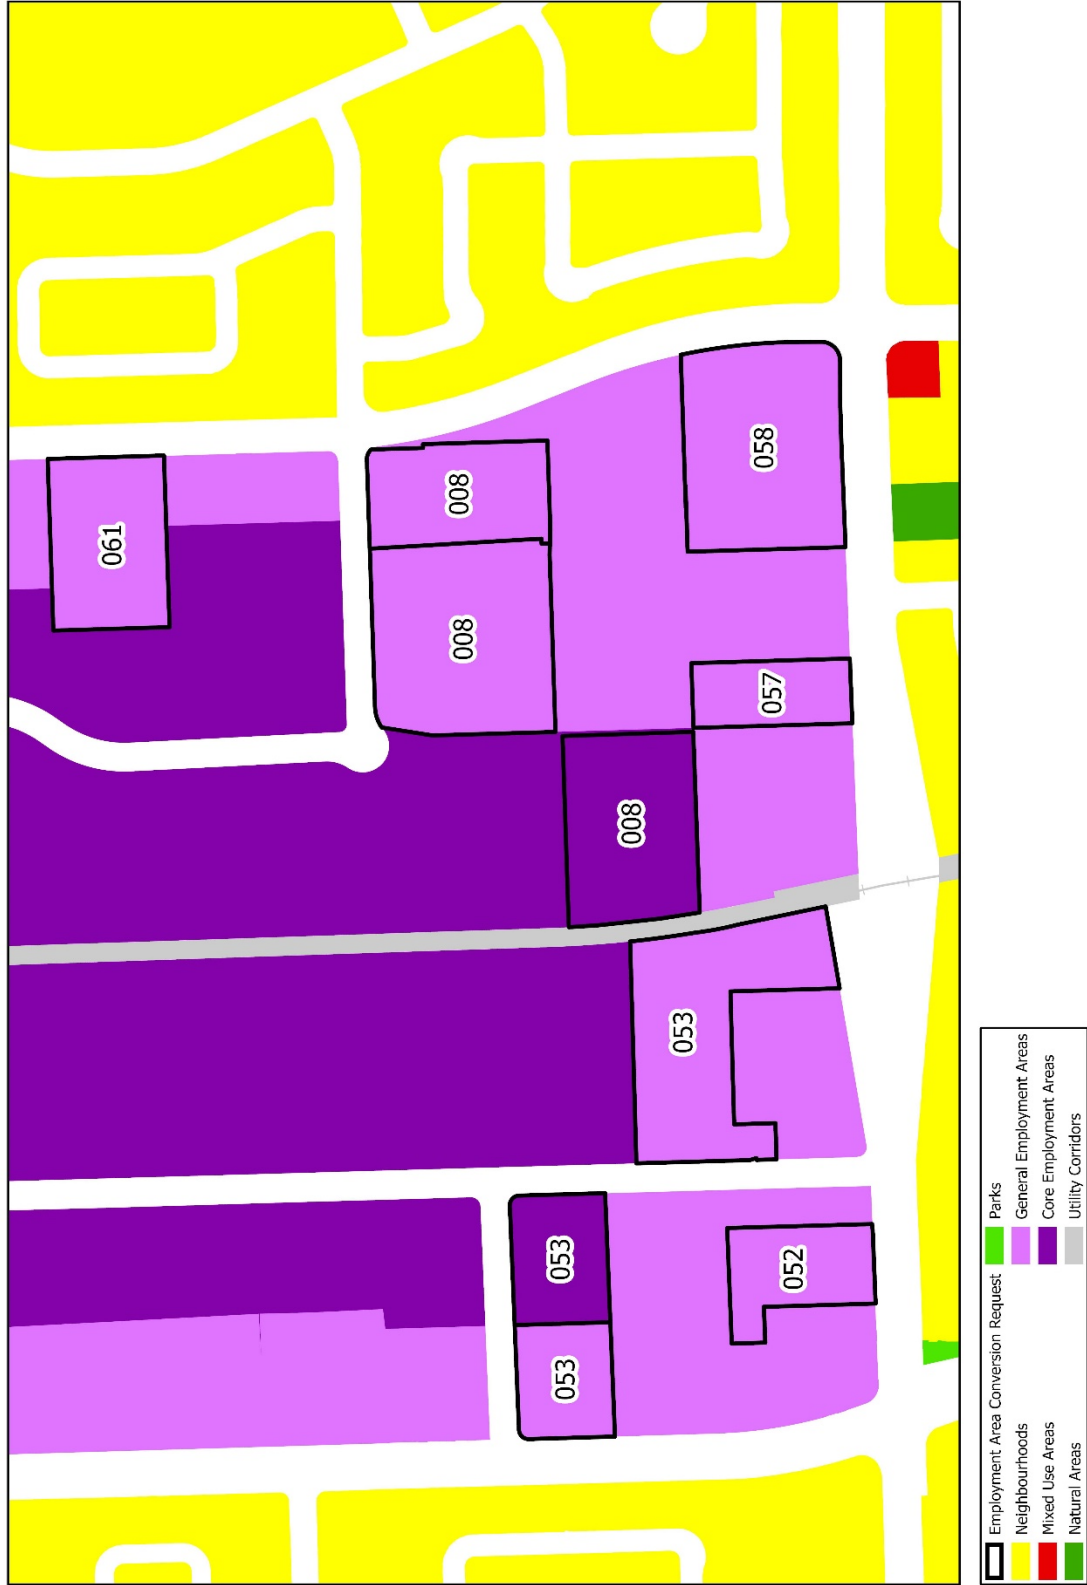 061
008 008
053 053
008
053
052 057 058
Employment Area Conversion Request
Parks
Neighbourhoods
General Employment Areas
Mixed Use Areas
Core Employment Areas
Natural Areas
Utility Corridors